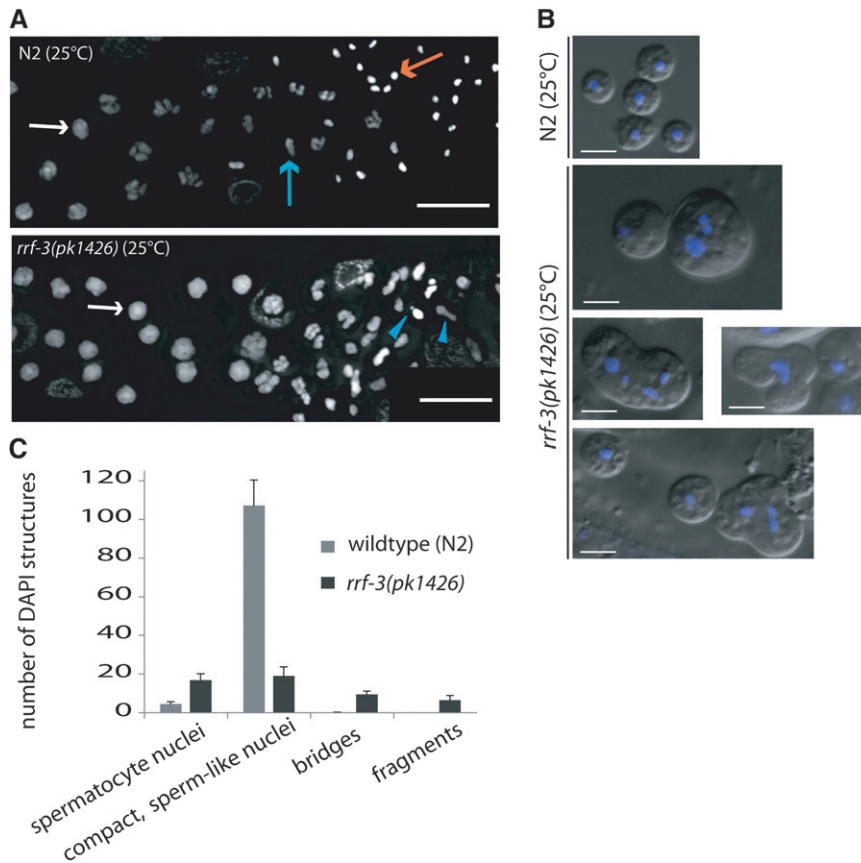 A
N2 (25°C)
rrf-3(pk1426) (25°C)
B
N2 (25°C)
rrf-3(pk1426) (25°C)
C
number of DAPI structures
120
100
80
60
40
20
0
wildtype (N2)
rrf-3(pk1426)
spermatocyte nuclei
compact, sperm-like nuclei
bridges
fragments